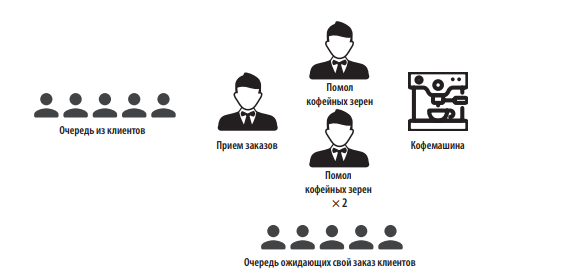 Помол
кофейных зерен
Очередь из клиентов
Прием заказов
Кофемашина
Помол
кофейных зерен
× 2
Очередь ожидающих свой заказ клиентов